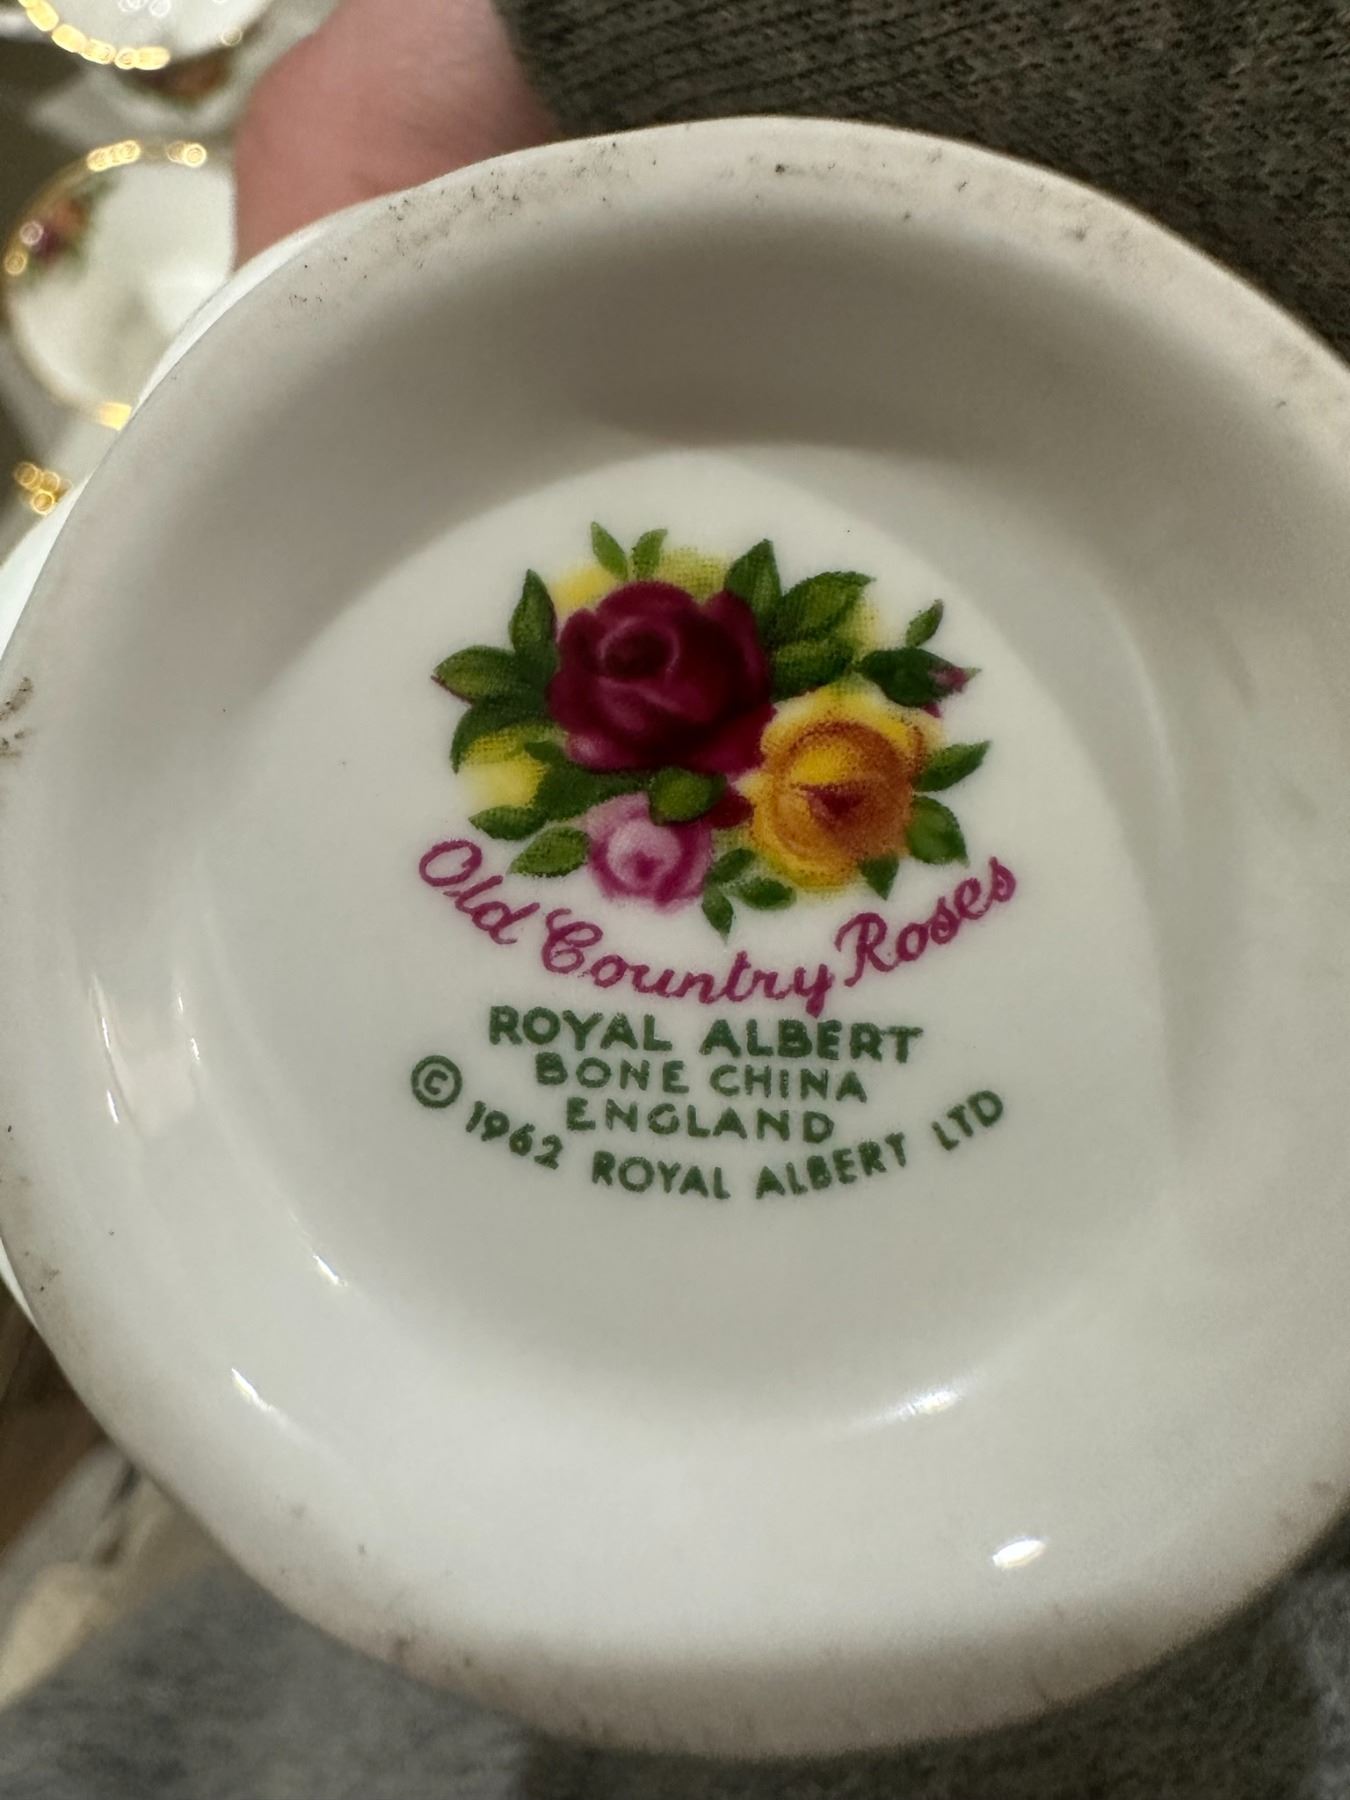 Old Country Roses
ROYAL ALBERT
BONE CHINA
ENGLAND
© 1962 ROYAL ALBERT LTD